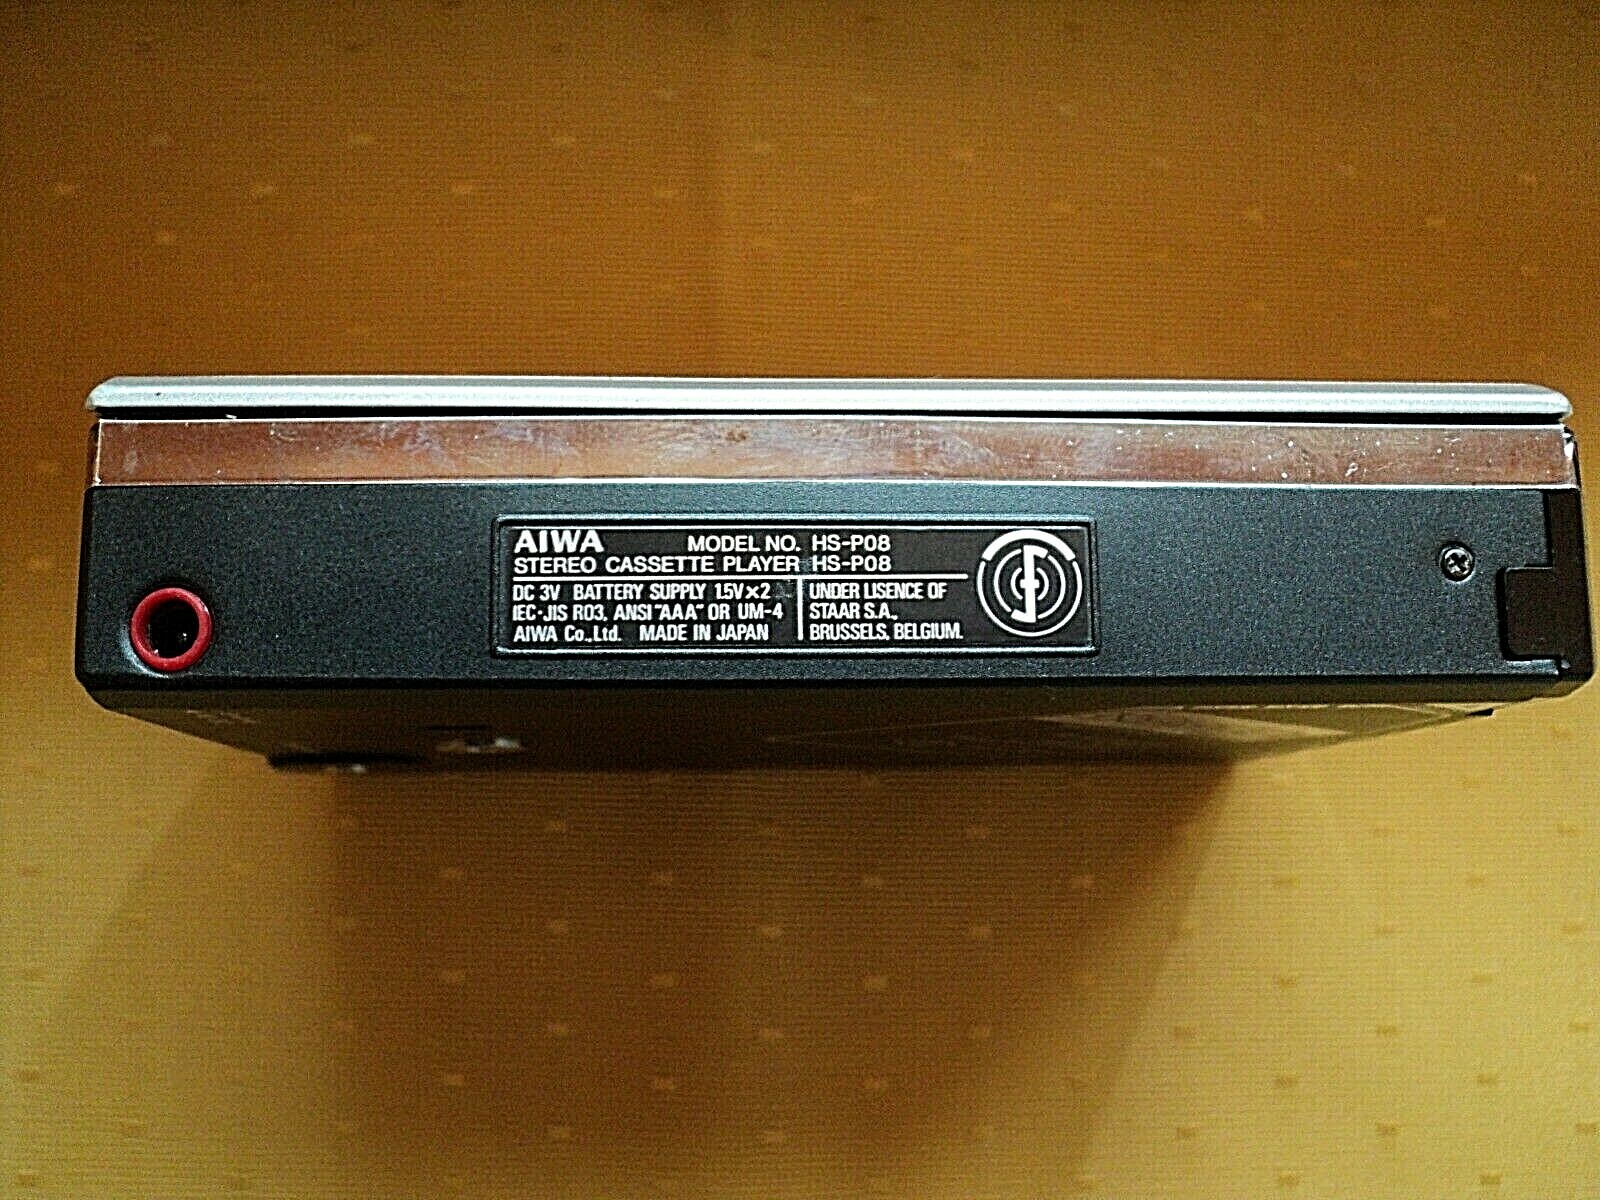 AIWA MODEL NO. HS-P08
STEREO CASSETTE PLAYER HS-P08
DC 3V BATTERY SUPPLY 1.5V×2
IEC·JIS R03, ANSI "AAA" OR UM-4
AIWA Co.,Ltd. MADE IN JAPAN
UNDER LISENCE OF
STAAR S.A.,
BRUSSELS, BELGIUM.